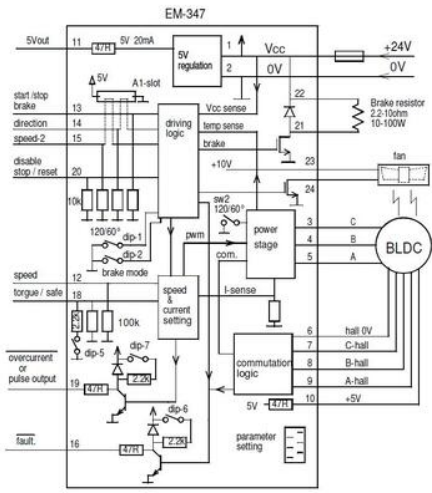 EM-347
5Vout 11 47R 5V 20mA
5V regulation
1 Vcc +24V
2 0V 0V
22
Brake resistor
2.2-10ohm
10-100W
21
5V A1-slot
start /stop
brake 13
direction 14
speed-2 15
driving logic
Vcc sense
temp sense
brake
+10V 23
fan
24
disable
stop / reset 20
10k
sw2
120/60°
120/60° dip-1
dip-2
brake mode
pwm
com.
power stage
3 C
4 B
5 A
BLDC
speed 12
torgue / safe 18
speed & current setting
I-sense
2.2k
dip-5
100k
6 hall 0V
7 C-hall
8 B-hall
9 A-hall
10 +5V
commutation logic
5V 47R
dip-7
2.2k
overcurrent
or pulse output 19 47R
dip-6
2.2k
fault. 16 47R
parameter setting